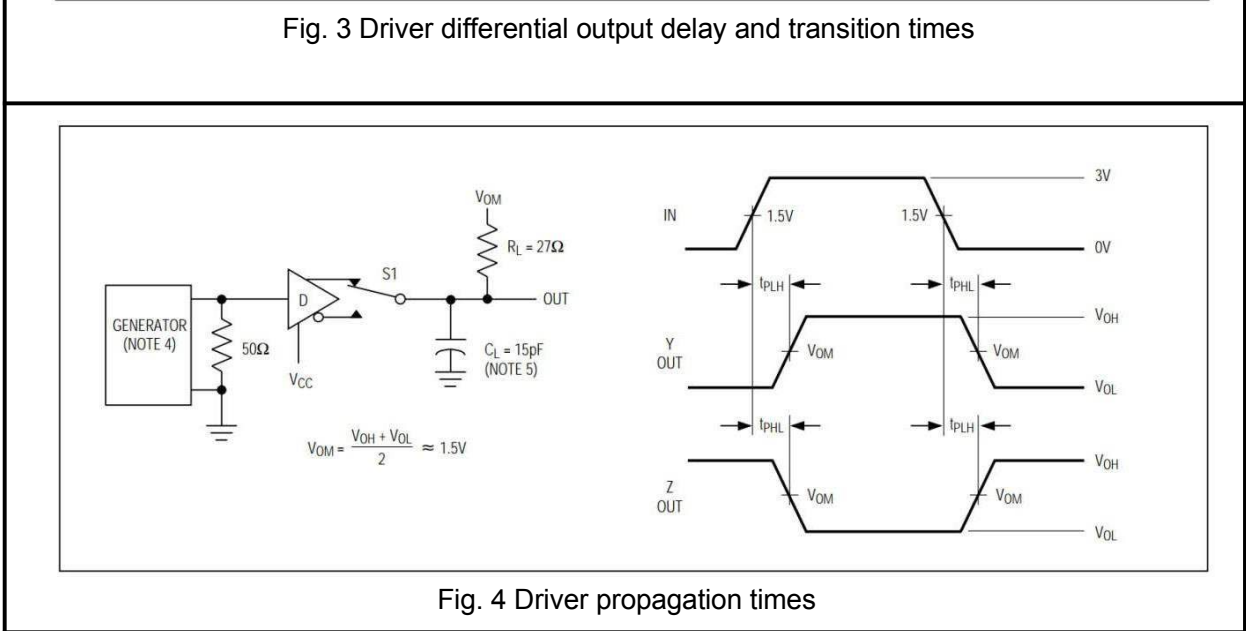 Fig. 3 Driver differential output delay and transition times
GENERATOR
(NOTE 4)
50Ω
D
VCC
S1
VOM
RL = 27Ω
OUT
CL = 15pF
(NOTE 5)
VOM = VOH + VOL / 2 ≈ 1.5V
IN
1.5V
1.5V
3V
0V
tPLH
tPHL
Y
OUT
VOM
VOM
VOH
VOL
tPHL
tPLH
Z
OUT
VOM
VOM
VOH
VOL
Fig. 4 Driver propagation times